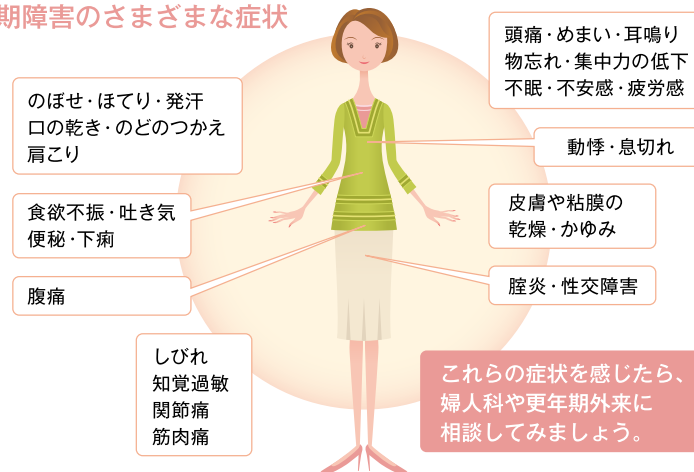 期障害のさまざまな症状
頭痛・めまい・耳鳴り
物忘れ・集中力の低下
不眠・不安感・疲労感
のぼせ・ほてり・発汗
口の乾き・のどのつかえ
肩こり
動悸・息切れ
食欲不振・吐き気
便秘・下痢
皮膚や粘膜の
乾燥・かゆみ
腹痛
腟炎・性交障害
しびれ
知覚過敏
関節痛
筋肉痛
これらの症状を感じたら、
婦人科や更年期外来に
相談してみましょう。